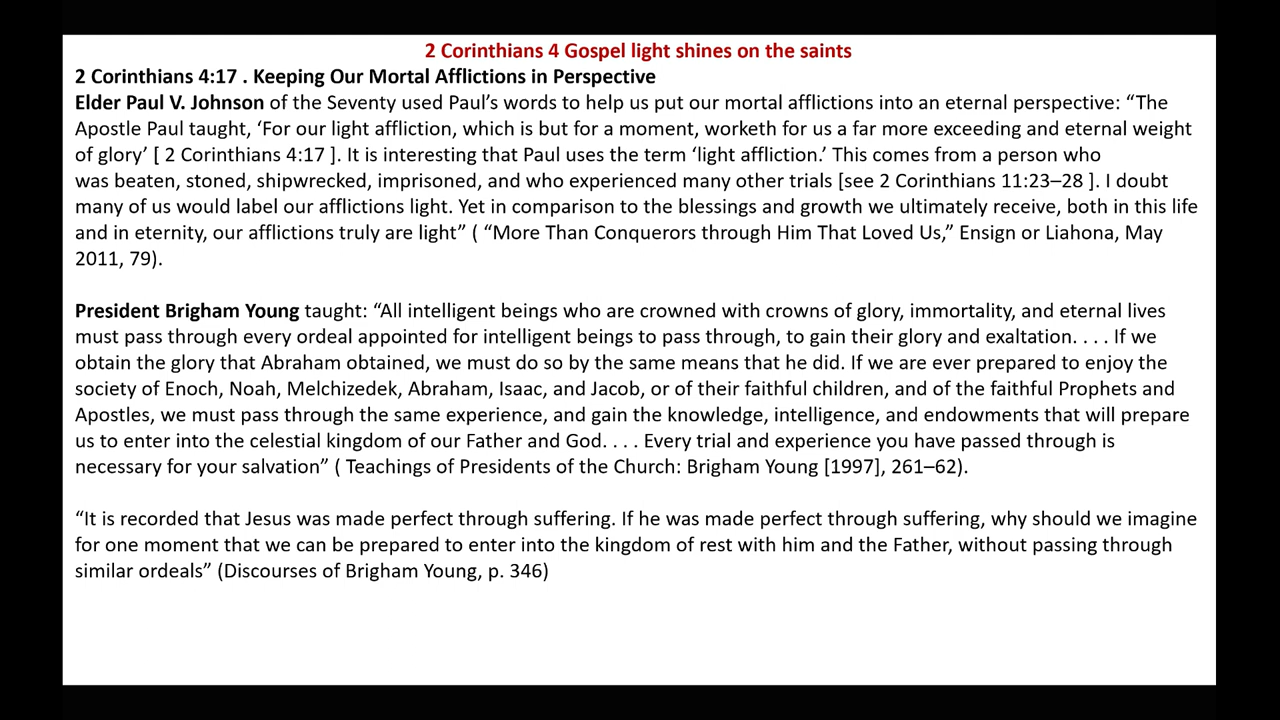 2 Corinthians 4 Gospel light shines on the saints
2 Corinthians 4:17 . Keeping Our Mortal Afflictions in Perspective
Elder Paul V. Johnson of the Seventy used Paul’s words to help us put our mortal afflictions into an eternal perspective: “The
Apostle Paul taught, ‘For our light affliction, which is but for a moment, worketh for us a far more exceeding and eternal weight
of glory’ [ 2 Corinthians 4:17 ]. It is interesting that Paul uses the term ‘light affliction.’ This comes from a person who
was beaten, stoned, shipwrecked, imprisoned, and who experienced many other trials [see 2 Corinthians 11:23–28 ]. I doubt
many of us would label our afflictions light. Yet in comparison to the blessings and growth we ultimately receive, both in this life
and in eternity, our afflictions truly are light” ( “More Than Conquerors through Him That Loved Us,” Ensign or Liahona, May
2011, 79).
President Brigham Young taught: “All intelligent beings who are crowned with crowns of glory, immortality, and eternal lives
must pass through every ordeal appointed for intelligent beings to pass through, to gain their glory and exaltation. . . . If we
obtain the glory that Abraham obtained, we must do so by the same means that he did. If we are ever prepared to enjoy the
society of Enoch, Noah, Melchizedek, Abraham, Isaac, and Jacob, or of their faithful children, and of the faithful Prophets and
Apostles, we must pass through the same experience, and gain the knowledge, intelligence, and endowments that will prepare
us to enter into the celestial kingdom of our Father and God. . . . Every trial and experience you have passed through is
necessary for your salvation” ( Teachings of Presidents of the Church: Brigham Young [1997], 261–62).
“It is recorded that Jesus was made perfect through suffering. If he was made perfect through suffering, why should we imagine
for one moment that we can be prepared to enter into the kingdom of rest with him and the Father, without passing through
similar ordeals” (Discourses of Brigham Young, p. 346)